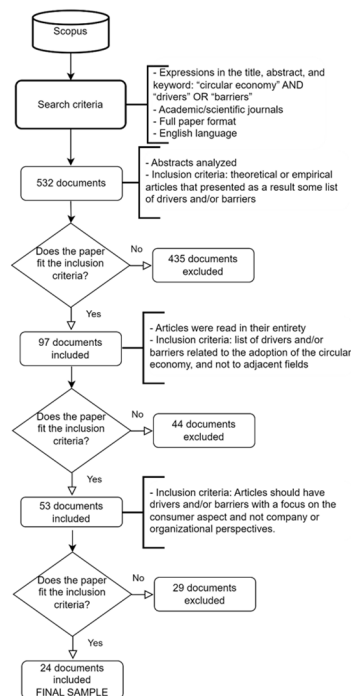 Scopus
Search criteria
- Expressions in the title, abstract, and
keyword: “circular economy” AND
“drivers” OR “barriers”
- Academic/scientific journals
- Full paper format
- English language
532 documents
- Abstracts analyzed
- Inclusion criteria: theoretical or empirical
articles that presented as a result some list
of drivers and/or barriers
Does the paper
fit the inclusion
criteria?
No
435 documents
excluded
Yes
97 documents
included
- Articles were read in their entirety
- Inclusion criteria: list of drivers and/or
barriers related to the adoption of the circular
economy, and not to adjacent fields
Does the paper
fit the inclusion
criteria?
No
44 documents
excluded
Yes
53 documents
included
- Inclusion criteria: Articles should have
drivers and/or barriers with a focus on the
consumer aspect and not company or
organizational perspectives.
Does the paper
fit the inclusion
criteria?
No
29 documents
excluded
Yes
24 documents
included
FINAL SAMPLE